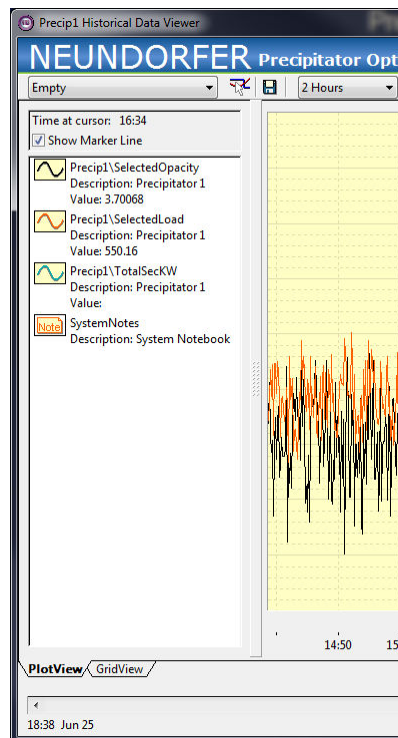 Precip1 Historical Data Viewer
NEUNDORFER Precipitator Opt
Empty
2 Hours
Time at cursor: 16:34
Show Marker Line
Precip1\SelectedOpacity
Description: Precipitator 1
Value: 3.70068
Precip1\SelectedLoad
Description: Precipitator 1
Value: 550.16
Precip1\TotalSecKW
Description: Precipitator 1
Value:
Note
SystemNotes
Description: System Notebook
14:50
15
PlotView
GridView
18:38 Jun 25